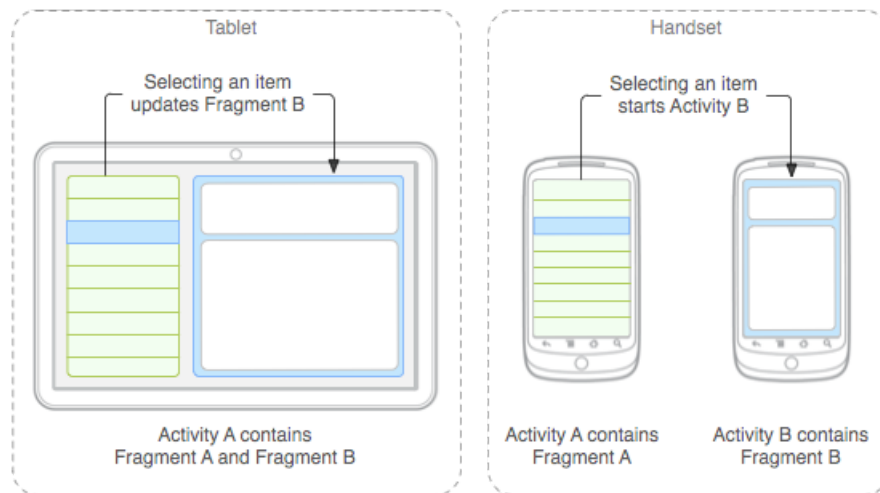 Tablet
Selecting an item
updates Fragment B
Activity A contains
Fragment A and Fragment B
Handset
Selecting an item
starts Activity B
Activity A contains
Fragment A
Activity B contains
Fragment B